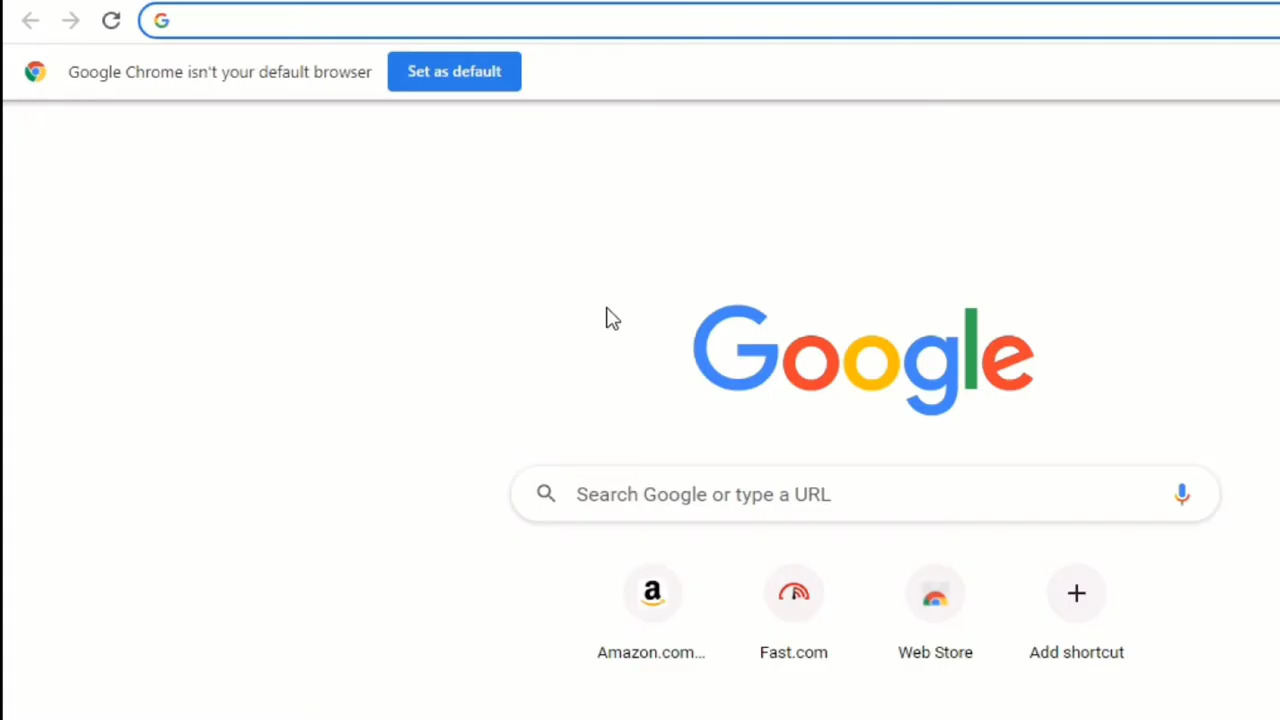 Google Chrome isn't your default browser
Set as default
Google
Search Google or type a URL
Amazon.com...
Fast.com
Web Store
Add shortcut